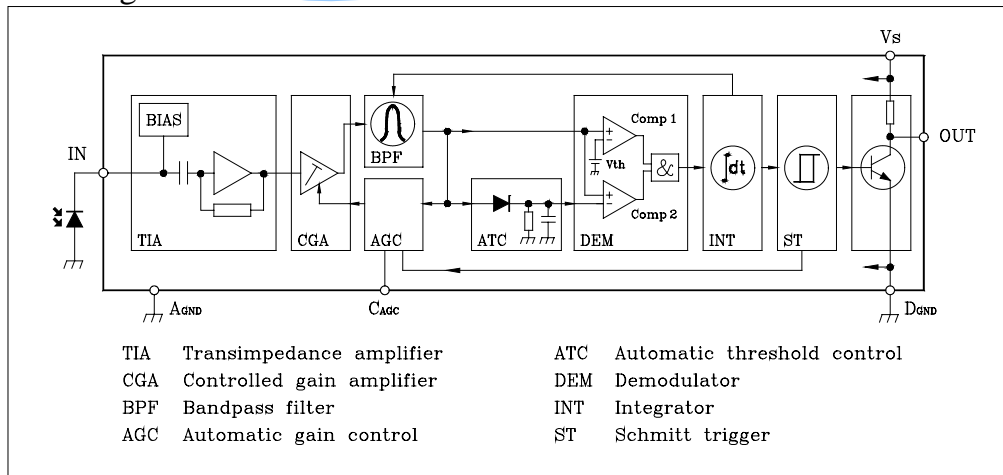 Vs
BIAS
Comp 1
OUT
IN
BPF
Vth
&
∫dt
Comp 2
TIA
CGA
AGC
ATC
DEM
INT
ST
AGND
CAGC
DGND
TIA Transimpedance amplifier
CGA Controlled gain amplifier
BPF Bandpass filter
AGC Automatic gain control
ATC Automatic threshold control
DEM Demodulator
INT Integrator
ST Schmitt trigger